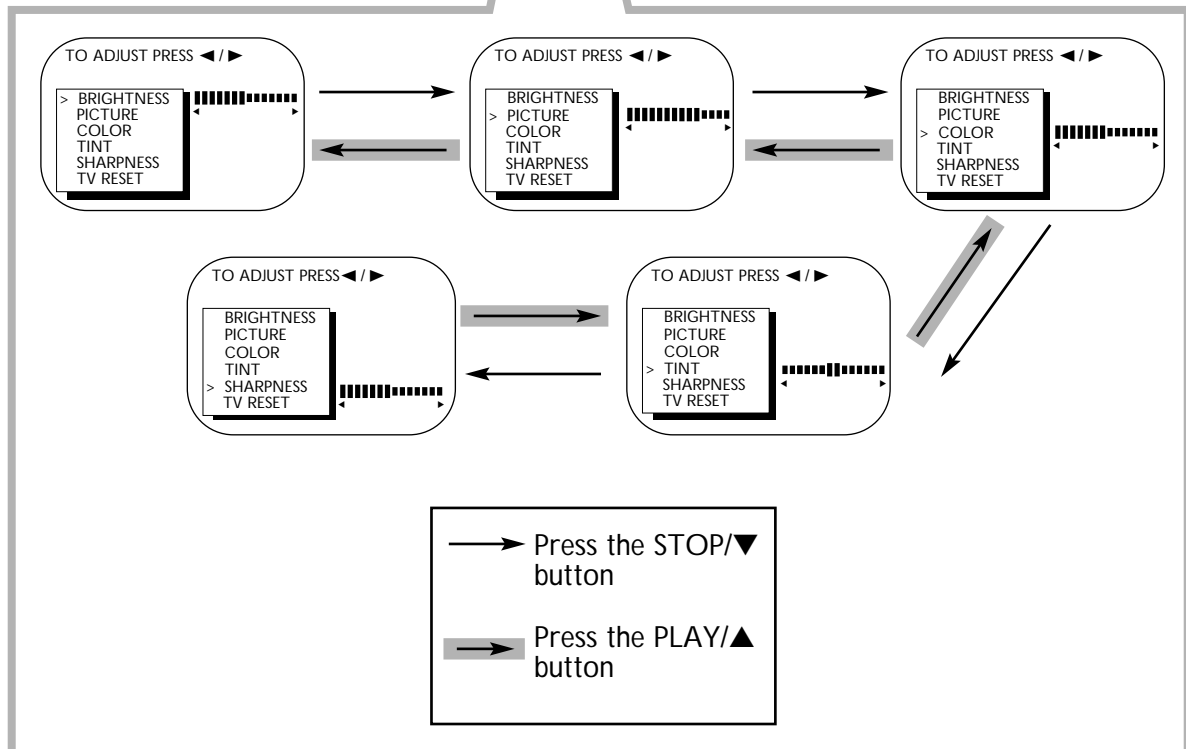 TO ADJUST PRESS ◄ / ►
> BRIGHTNESS
PICTURE
COLOR
TINT
SHARPNESS
TV RESET
TO ADJUST PRESS ◄ / ►
BRIGHTNESS
> PICTURE
COLOR
TINT
SHARPNESS
TV RESET
TO ADJUST PRESS ◄ / ►
BRIGHTNESS
PICTURE
> COLOR
TINT
SHARPNESS
TV RESET
TO ADJUST PRESS ◄ / ►
BRIGHTNESS
PICTURE
COLOR
TINT
> SHARPNESS
TV RESET
TO ADJUST PRESS ◄ / ►
BRIGHTNESS
PICTURE
COLOR
> TINT
SHARPNESS
TV RESET
Press the STOP/▼
button
Press the PLAY/▲
button